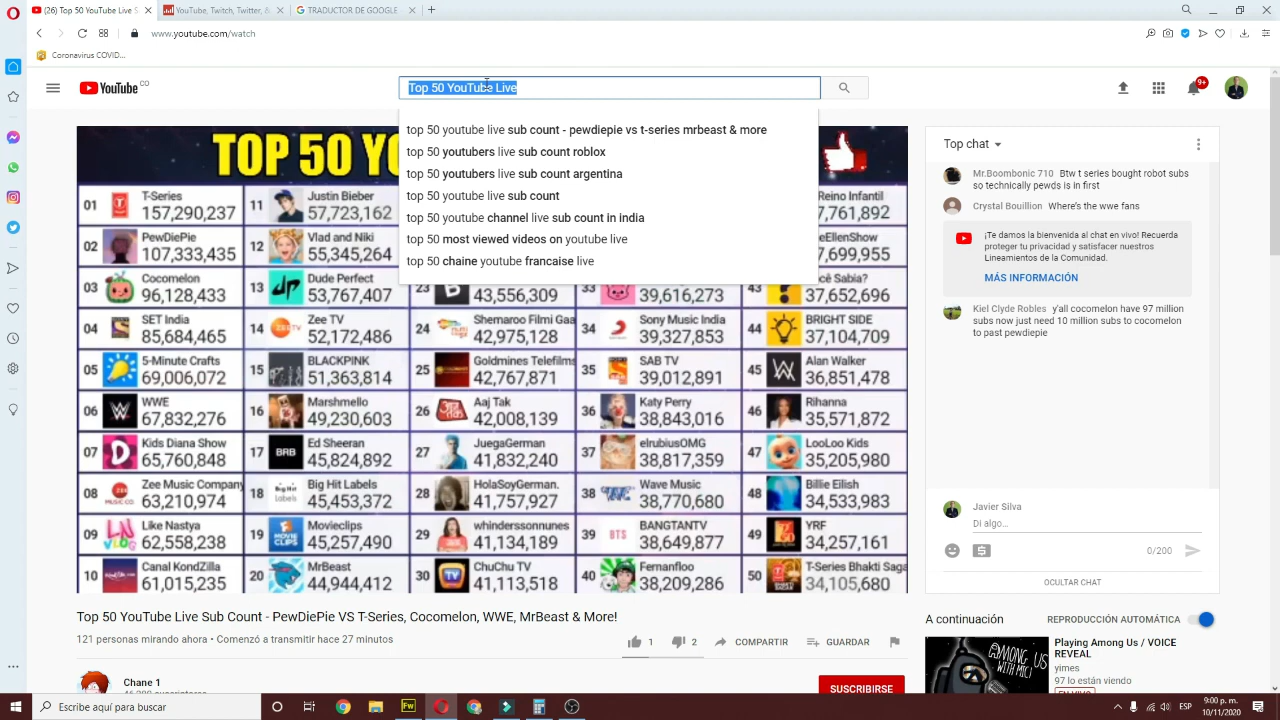 (26) Top 50 YouTube Live S
YouTube, Twitch, Twitter, &
TRADUCTOR DE GOOGLE
www.youtube.com/watch
Coronavirus COVID...
YouTube CO
Top 50 YouTube Live
9+
top 50 youtube live sub count - pewdiepie vs t-series mrbeast & more
top 50 youtubers live sub count roblox
top 50 youtubers live sub count argentina
top 50 youtube live sub count
top 50 youtube channel live sub count in india
top 50 most viewed videos on youtube live
top 50 chaine youtube francaise live
TOP 50 YO
01 T-Series 157,290,237
02 PewDiePie 107,333,435
03 Cocomelon 96,128,433
04 SET India 85,684,465
05 5-Minute Crafts 69,006,072
06 WWE 67,832,276
07 Kids Diana Show 65,760,848
08 Zee Music Company 63,210,974
09 Like Nastya 62,558,238
10 Canal KondZilla 61,015,235
11 Justin Bieber 57,723,162
12 Vlad and Niki 55,345,264
13 Dude Perfect 53,767,407
14 Zee TV 52,172,486
15 BLACKPINK 51,363,814
16 Marshmello 49,230,603
17 Ed Sheeran 45,824,892
18 Big Hit Labels 45,453,372
19 Movieclips 45,257,490
20 MrBeast 44,944,412
23 43,556,309
24 Shemaroo Filmi Gaa 42,975,128
25 Goldmines Telefilms 42,767,871
26 Aaj Tak 42,008,139
27 JuegaGerman 41,832,240
28 HolaSoyGerman. 41,757,927
29 whinderssonnunes 41,134,189
30 ChuChu TV 41,113,518
33 39,616,273
34 Sony Music India 39,327,853
35 SAB TV 39,012,891
36 Katy Perry 38,843,016
37 elrubiusOMG 38,817,359
38 Wave Music 38,770,680
39 BANGTANTV 38,649,877
40 Fernanfloo 38,209,286
Reino Infantil 7,761,892
eEllenShow 7,699,955
43 ocê Sabia? 37,652,696
44 BRIGHT SIDE 37,104,709
45 Alan Walker 36,851,478
46 Rihanna 35,571,872
47 LooLoo Kids 35,205,980
48 Billie Eilish 34,533,983
49 YRF 34,257,161
50 T-Series Bhakti Saga 34,105,680
Top chat
Mr.Boombonic 710 Btw t series bought robot subs
so technically pewds is in first
Crystal Bouillion Where's the wwe fans
¡Te damos la bienvenida al chat en vivo! Recuerda
proteger tu privacidad y satisfacer nuestros
Lineamientos de la Comunidad.
MÁS INFORMACIÓN
Kiel Clyde Robles y'all cocomelon have 97 million
subs now just need 10 million subs to cocomelon
to past pewdiepie
Javier Silva
Di algo...
0/200
OCULTAR CHAT
Top 50 YouTube Live Sub Count - PewDiePie VS T-Series, Cocomelon, WWE, MrBeast & More!
121 personas mirando ahora • Comenzó a transmitir hace 27 minutos
1 2 COMPARTIR GUARDAR
Chane 1
SUSCRIBIRSE
A continuación REPRODUCCIÓN AUTOMÁTICA
AMONG US
WITH MIC!
Playing Among Us / VOICE
REVEAL
yimes
97 lo están viendo
EN VIVO
Escribe aquí para buscar
ESP
9:00 p. m.
10/11/2020